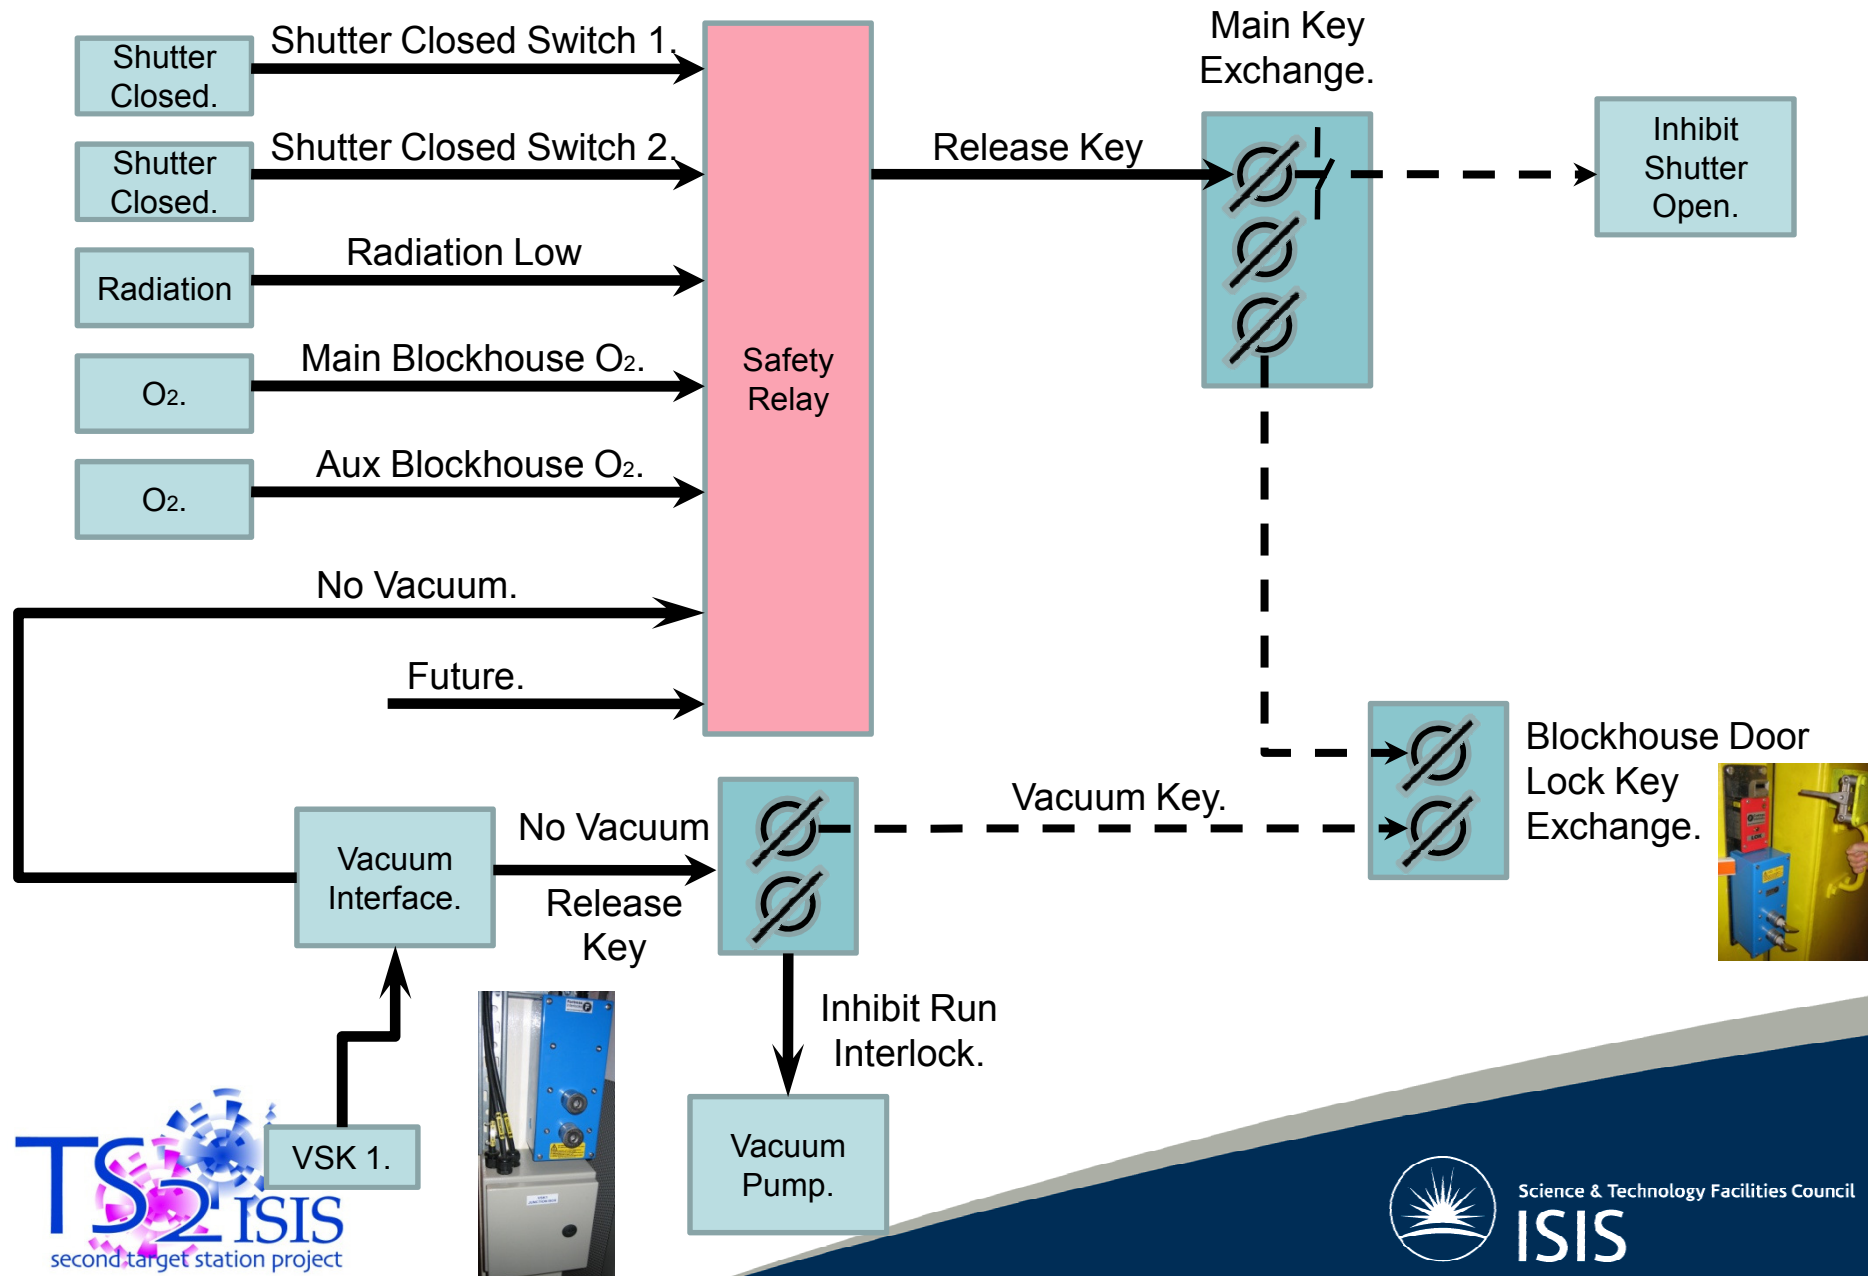 Shutter
Closed.
Shutter Closed Switch 1.
Shutter
Closed.
Shutter Closed Switch 2.
Radiation
Radiation Low
O2.
Main Blockhouse O2.
O2.
Aux Blockhouse O2.
No Vacuum.
Future.
Safety
Relay
Release Key
Main Key
Exchange.
Inhibit
Shutter
Open.
Blockhouse Door
Lock Key
Exchange.
Vacuum Key.
Vacuum
Interface.
No Vacuum
Release
Key
Inhibit Run
Interlock.
Vacuum
Pump.
VSK 1.
TS2 ISIS
second target station project
Science & Technology Facilities Council
ISIS